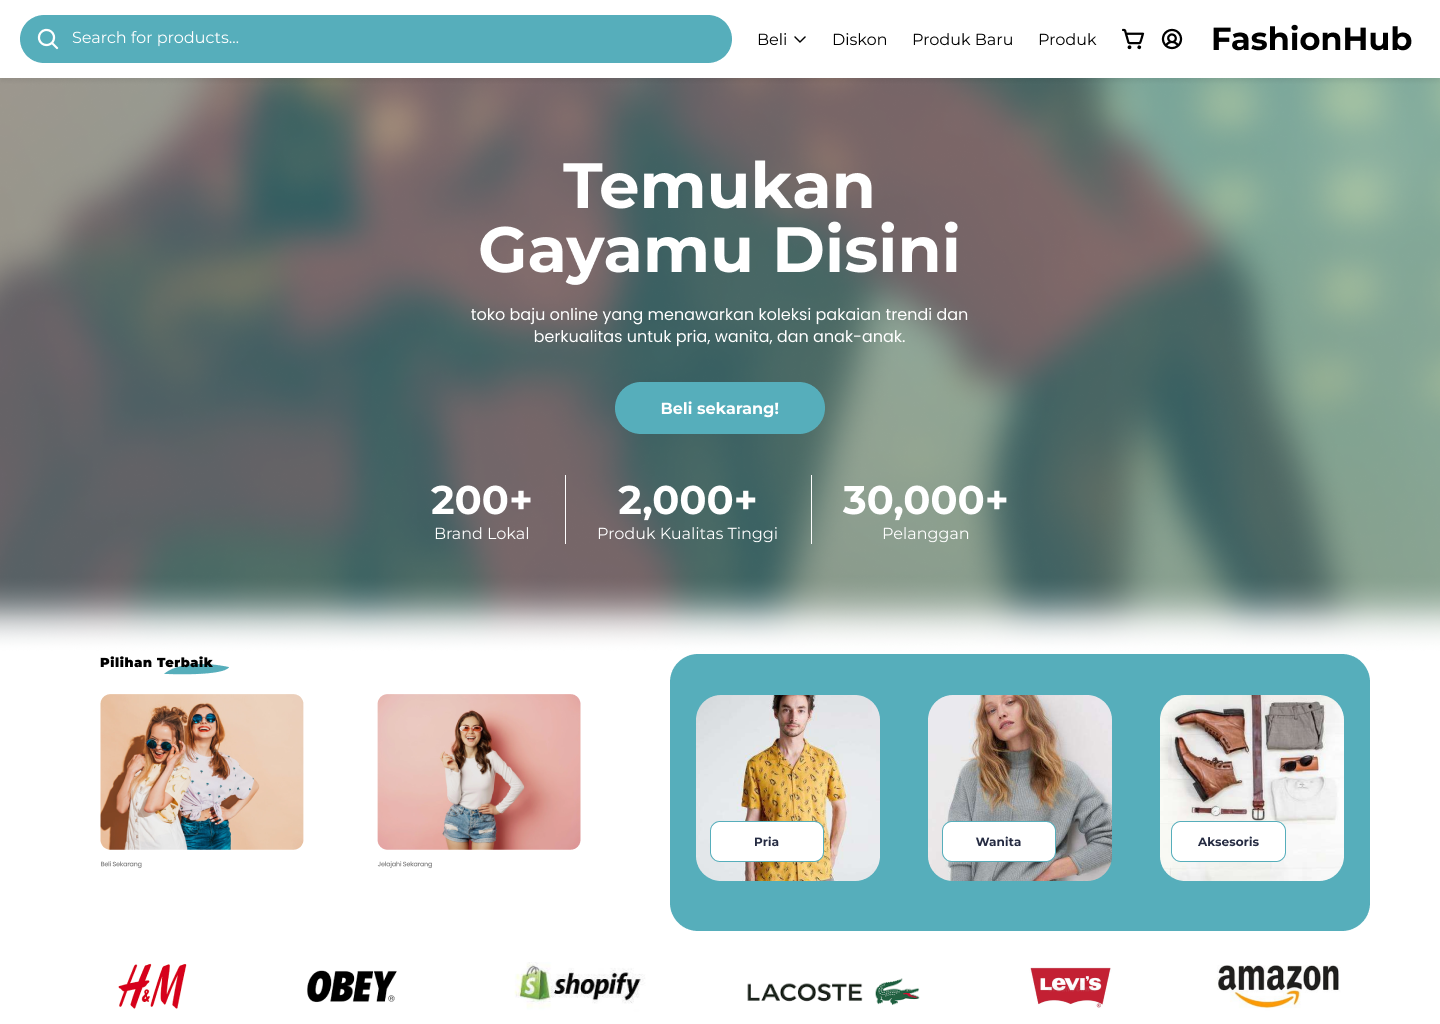 Search for products...
Beli
Diskon
Produk Baru
Produk
FashionHub
Temukan
Gayamu Disini
toko baju online yang menawarkan koleksi pakaian trendi dan
berkualitas untuk pria, wanita, dan anak-anak.
Beli sekarang!
200+
Brand Lokal
2,000+
Produk Kualitas Tinggi
30,000+
Pelanggan
Pilihan Terbaik
Beli Sekarang
Jelajahi Sekarang
Pria
Wanita
Aksesoris
H&M
OBEY®
shopify
LACOSTE
Levi's®
amazon